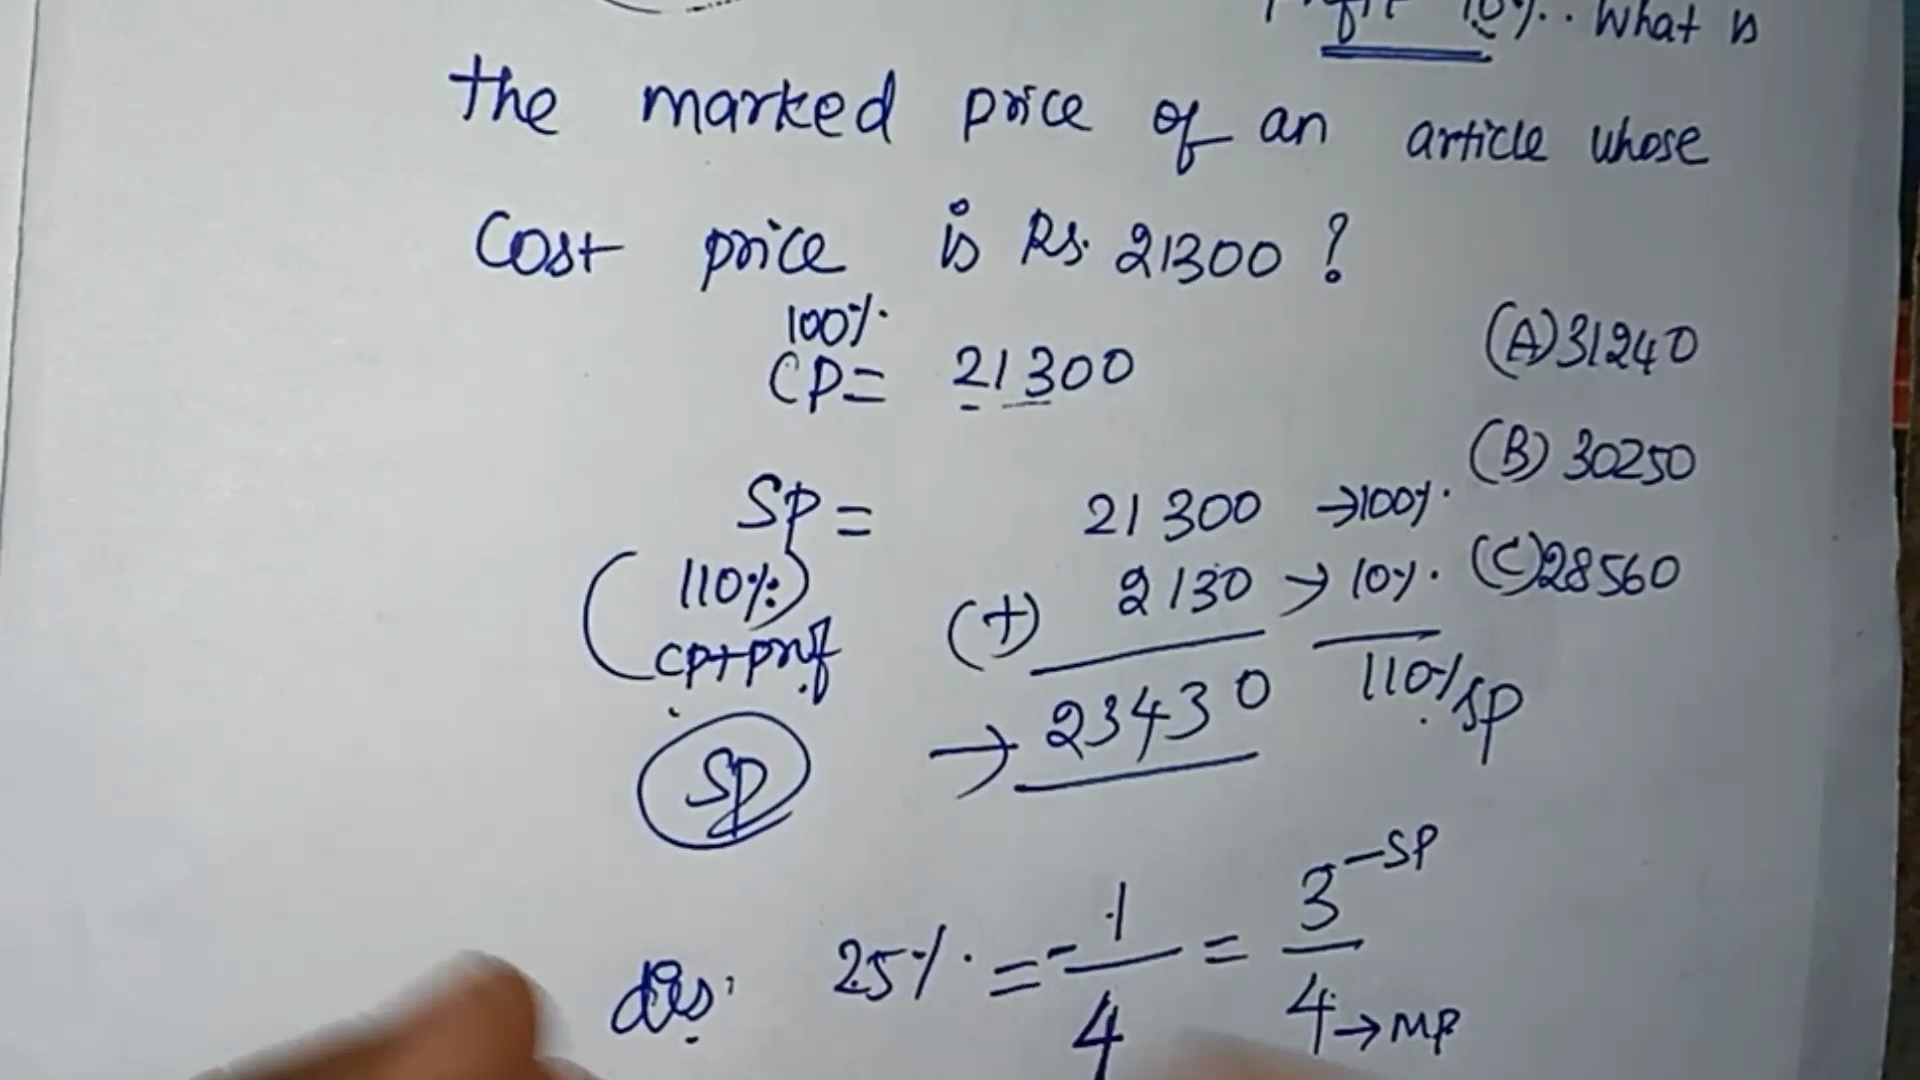 Profit 10%.. What is
the marked price of an article whose
Cost price is Rs. 21300 ?
100%.
CP = 21300
(A) 31240
(B) 30250
SP = 21300 → 100%.
(110%) (+) 2130 → 10%. (C) 28560
CP+prof
110% SP
SP → 23430
dis: 25%. = -1/4 = 3/4 -SP
→ MP